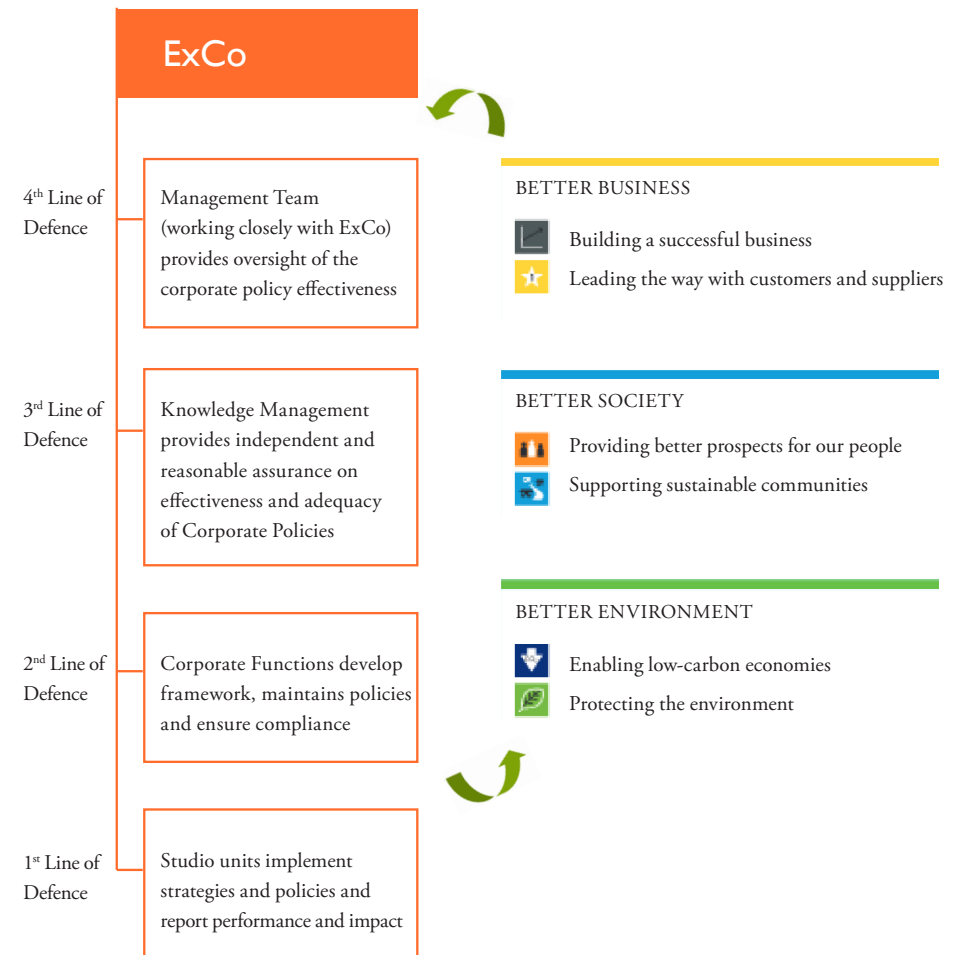 ExCo
4th Line of
Defence
Management Team
(working closely with ExCo)
provides oversight of the
corporate policy effectiveness
3rd Line of
Defence
Knowledge Management
provides independent and
reasonable assurance on
effectiveness and adequacy
of Corporate Policies
2nd Line of
Defence
Corporate Functions develop
framework, maintains policies
and ensure compliance
1st Line of
Defence
Studio units implement
strategies and policies and
report performance and impact
BETTER BUSINESS
Building a successful business
Leading the way with customers and suppliers
BETTER SOCIETY
Providing better prospects for our people
Supporting sustainable communities
BETTER ENVIRONMENT
Enabling low-carbon economies
Protecting the environment